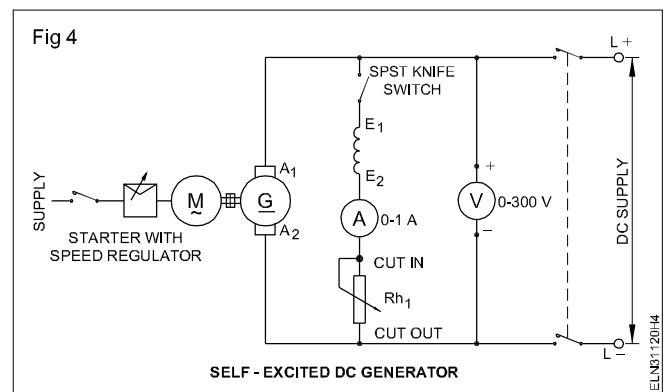 Fig 4
L +
SPST KNIFE
SWITCH
E1
E2
A1
A2
SUPPLY
M
~
G
STARTER WITH
SPEED REGULATOR
A
0-1 A
+
V
0-300 V
–
DC SUPPLY
CUT IN
Rh1
CUT OUT
L –
SELF - EXCITED DC GENERATOR
ELN31120H4